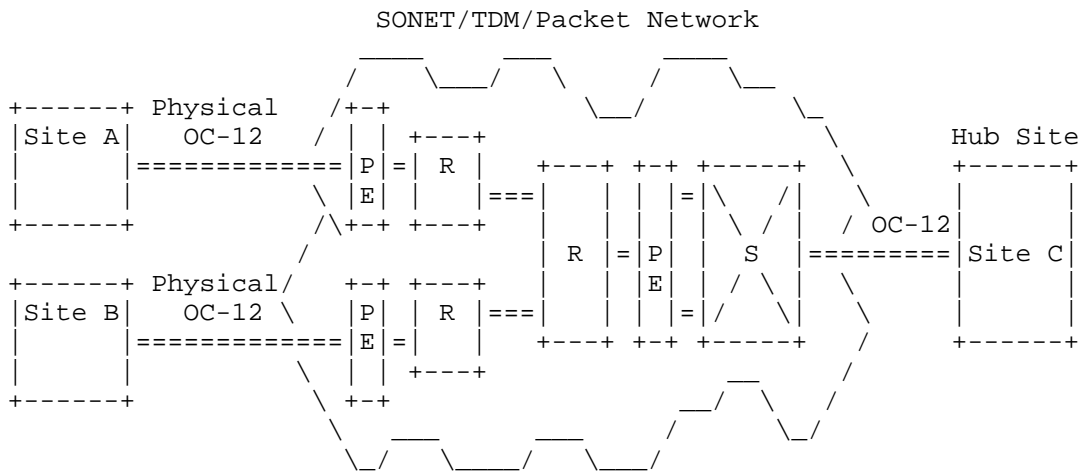 SONET/TDM/Packet Network
Physical
Site A OC-12 Hub Site
P R
E
OC-12
R P S Site C
Physical E
Site B OC-12 P R
E